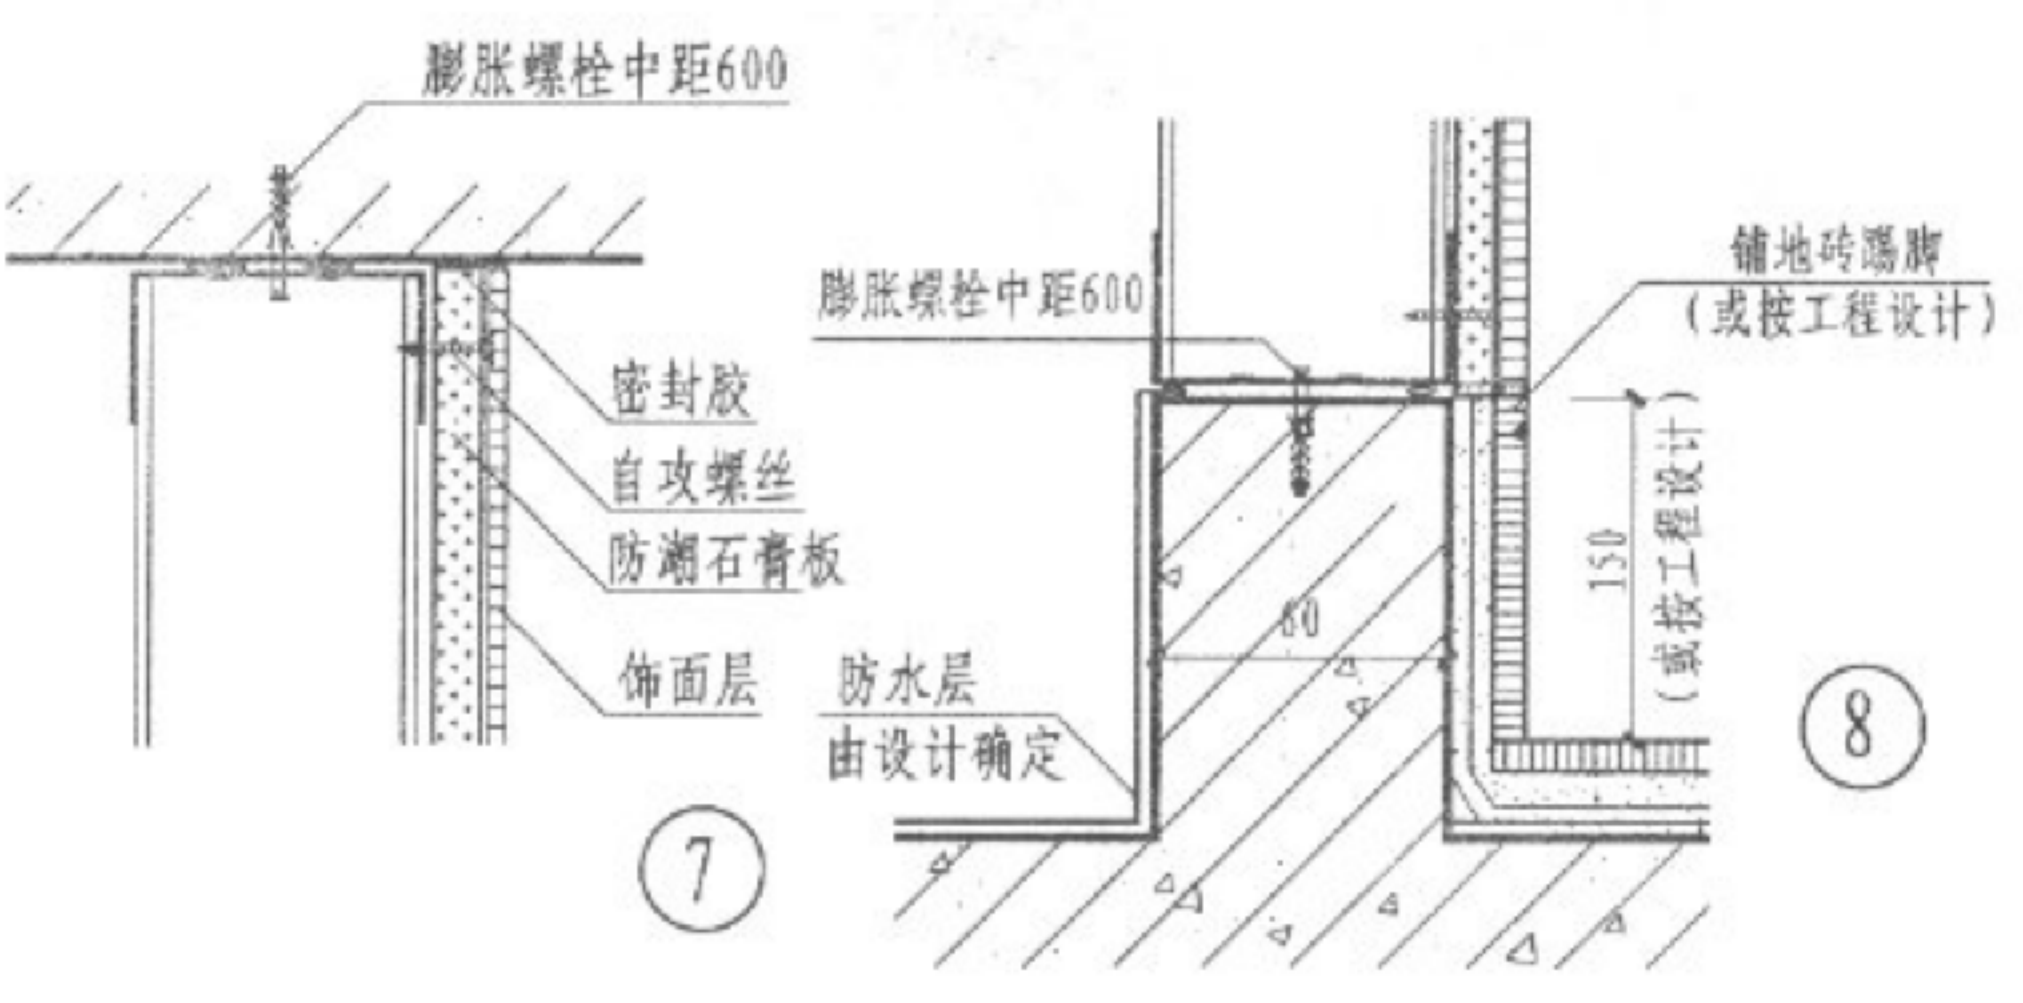 膨胀螺栓中距600
密封胶
自攻螺丝
防潮石膏板
饰面层
7
膨胀螺栓中距600
铺地砖踢脚
(或按工程设计)
150
(或按工程设计)
60
防水层
由设计确定
8